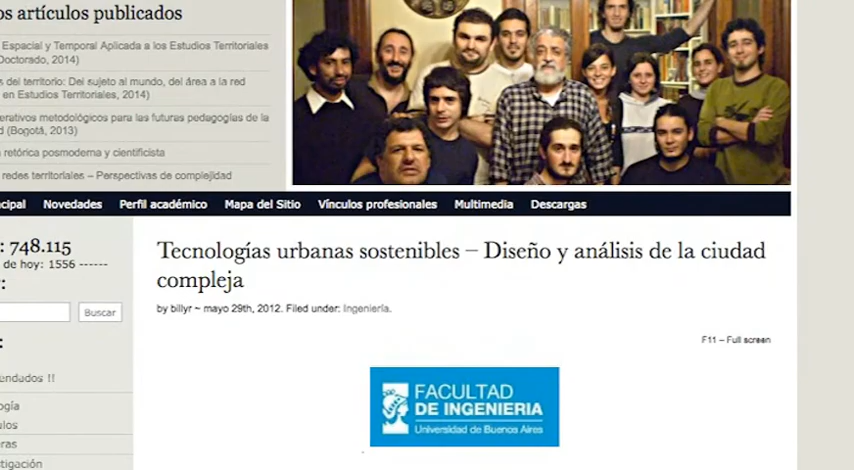 os artículos publicados
Espacial y Temporal Aplicada a los Estudios Territoriales
Doctorado, 2014)
s del territorio: Del sujeto al mundo, del área a la red
en Estudios Territoriales, 2014)
erativos metodológicos para las futuras pedagogías de la
d (Bogotá, 2013)
retórica posmoderna y cientificista
redes territoriales – Perspectivas de complejidad
cipal Novedades Perfil académico Mapa del Sitio Vínculos profesionales Multimedia Descargas
: 748.115
de hoy: 1556 ------
:
Buscar
:
endados !!
ogía
ulos
ras
stigación
Tecnologías urbanas sostenibles – Diseño y análisis de la ciudad
compleja
by billyr ~ mayo 29th, 2012. Filed under: Ingeniería.
F11 – Full screen
FACULTAD
DE INGENIERIA
Universidad de Buenos Aires